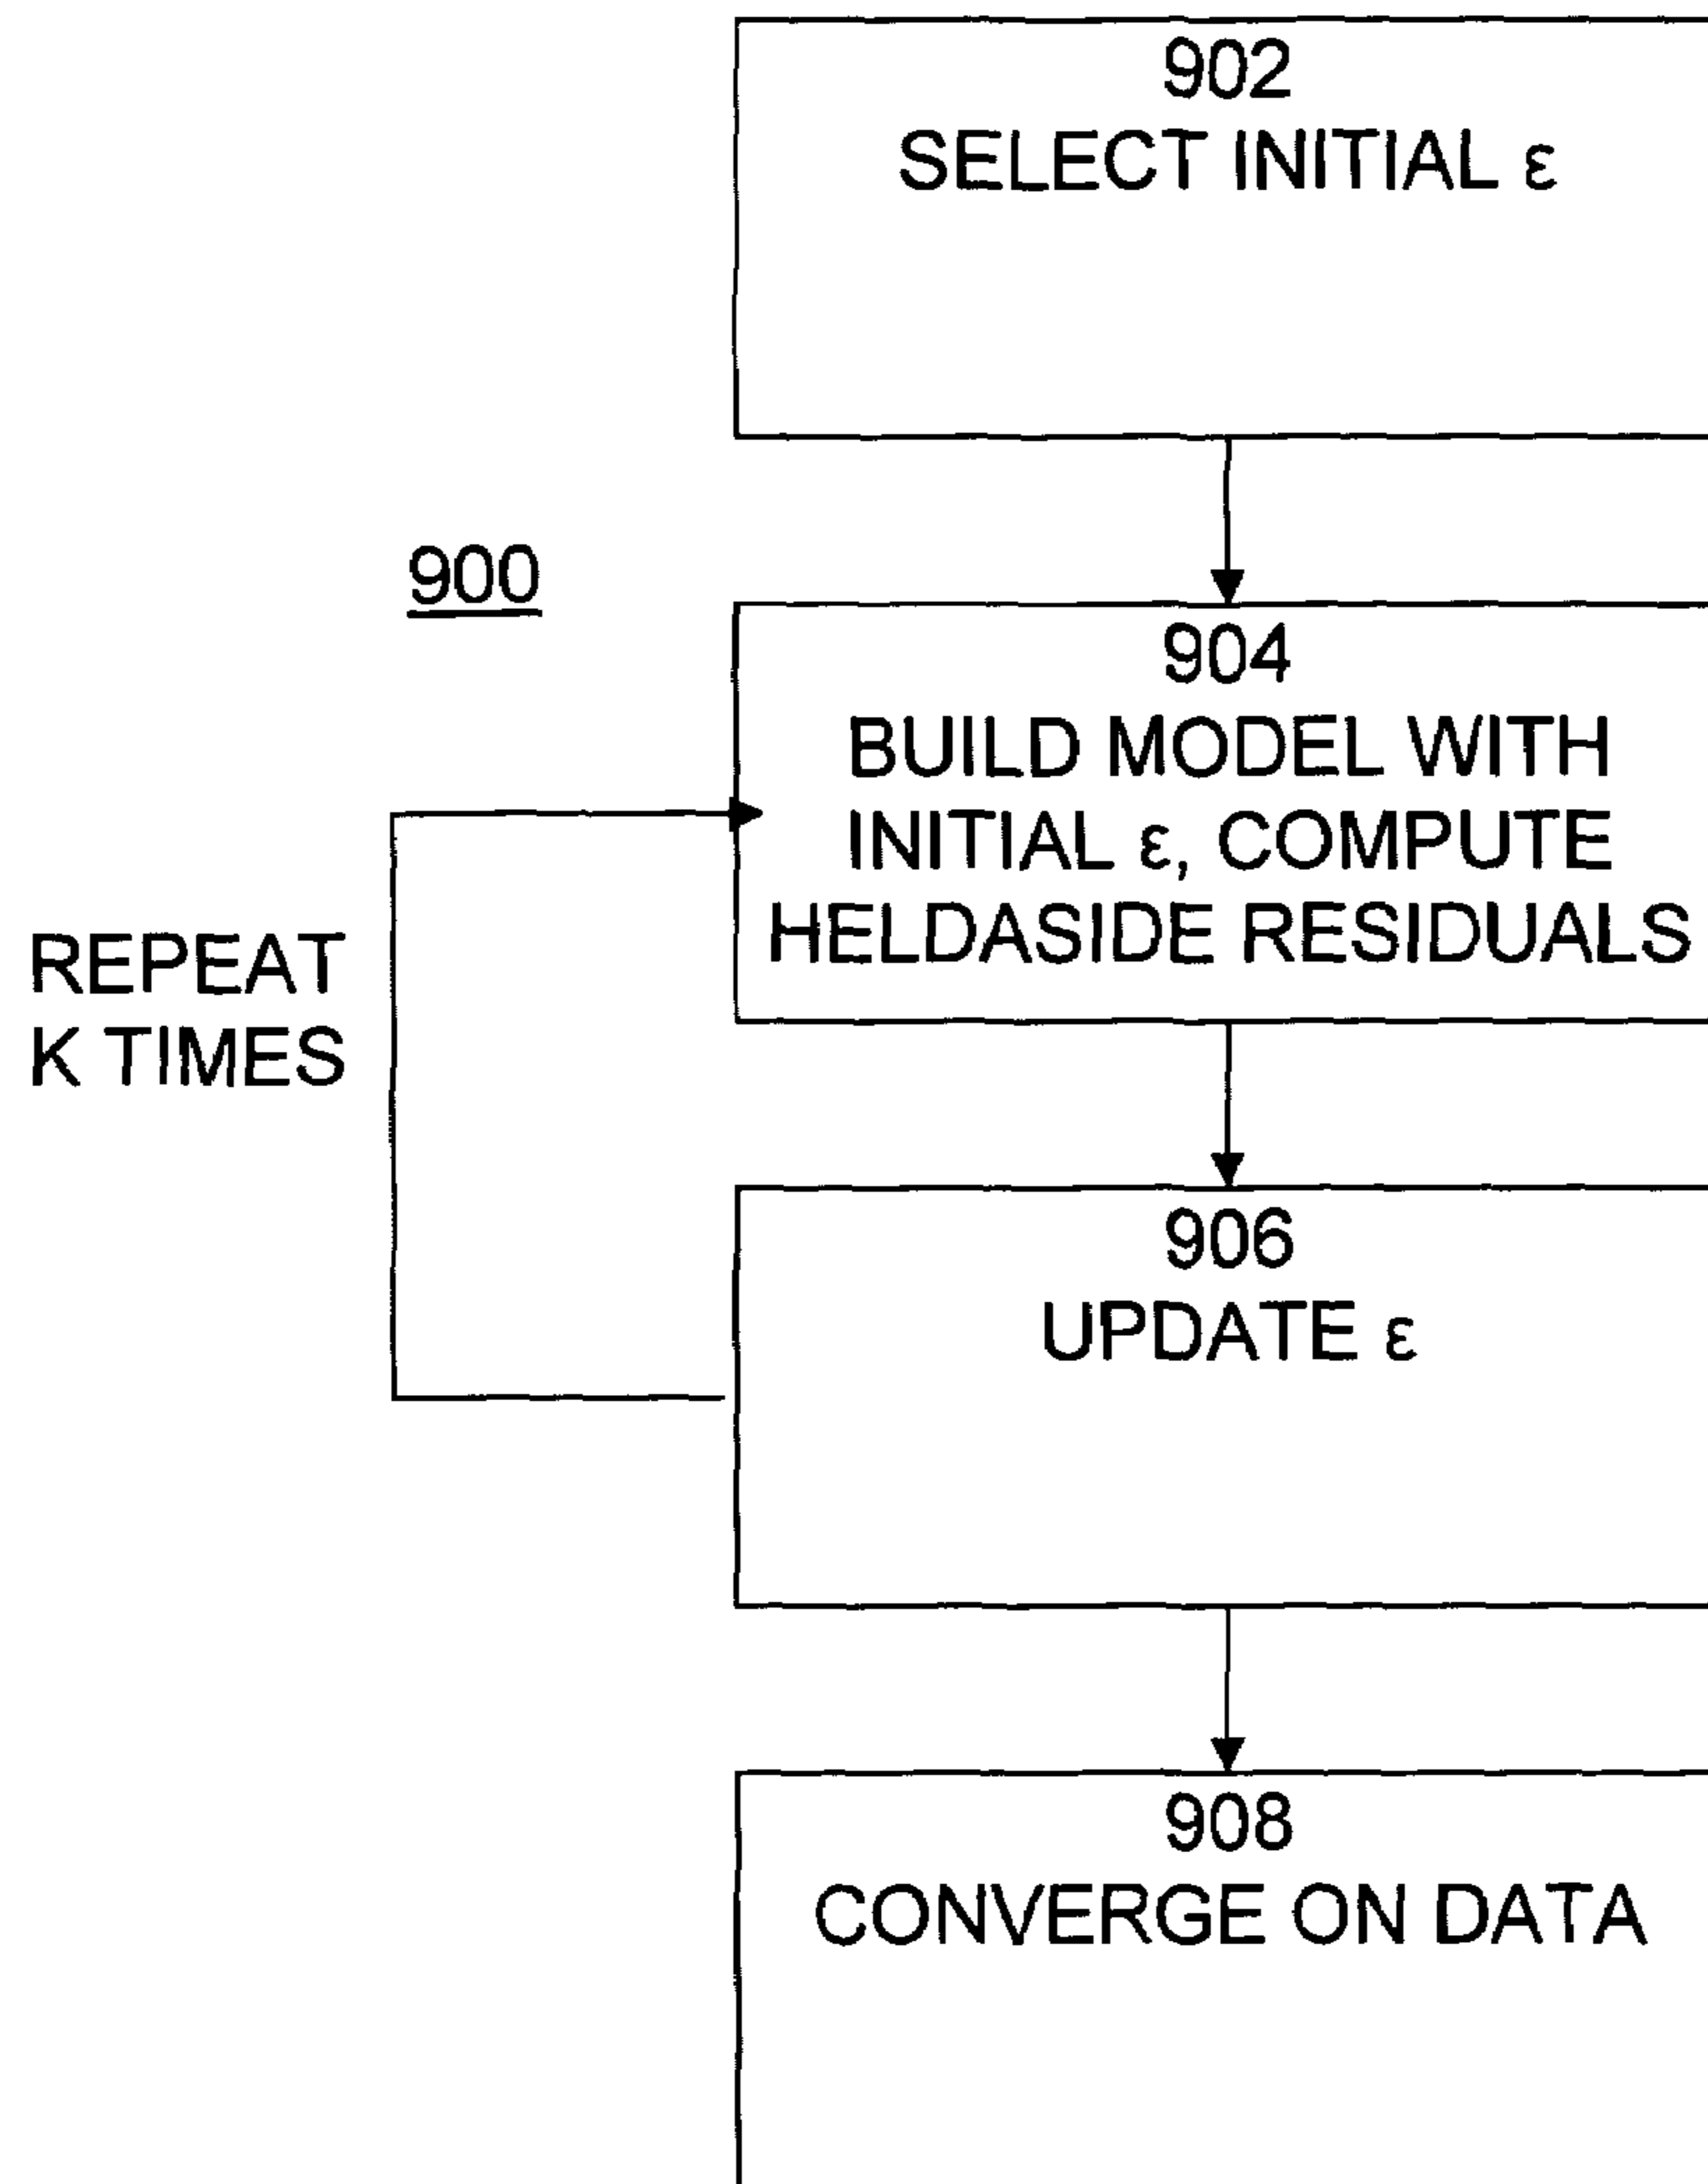 902
SELECT INITIAL ε
900
904
BUILD MODEL WITH
INITIAL ε, COMPUTE
HELDASIDE RESIDUALS
REPEAT
K TIMES
906
UPDATE ε
908
CONVERGE ON DATA